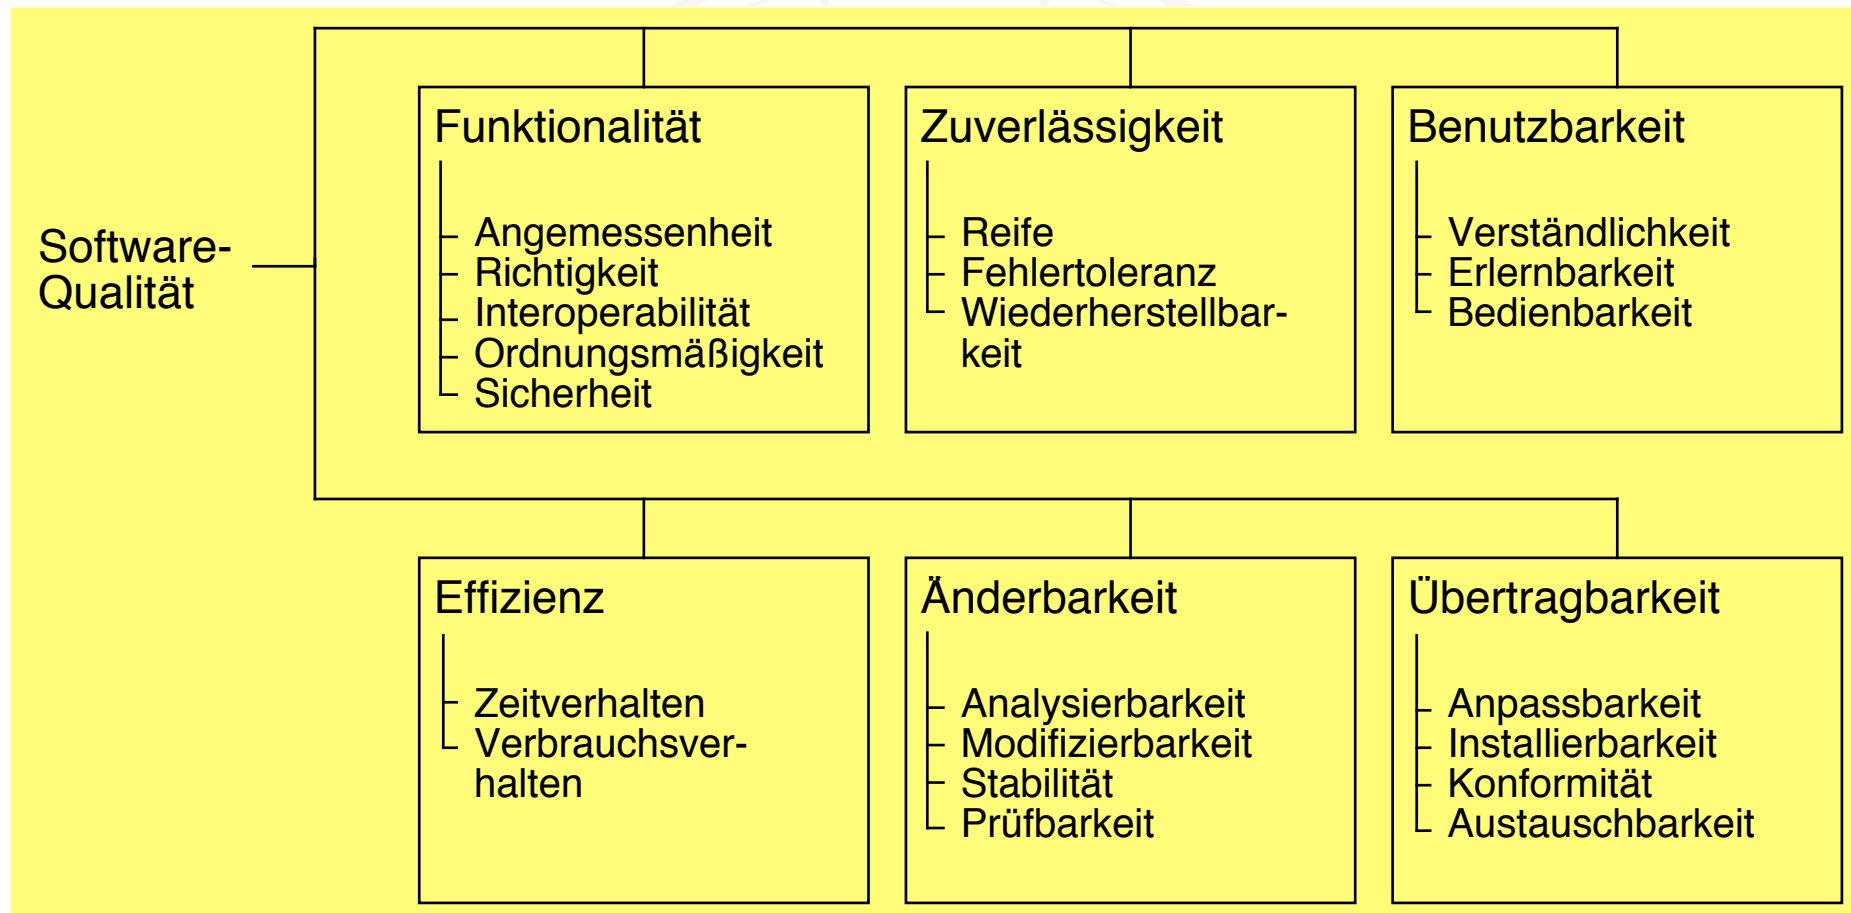 Software-
Qualität
Funktionalität
Angemessenheit
Richtigkeit
Interoperabilität
Ordnungsmäßigkeit
Sicherheit
Zuverlässigkeit
Reife
Fehlertoleranz
Wiederherstellbar-
keit
Benutzbarkeit
Verständlichkeit
Erlernbarkeit
Bedienbarkeit
Effizienz
Zeitverhalten
Verbrauchsver-
halten
Änderbarkeit
Analysierbarkeit
Modifizierbarkeit
Stabilität
Prüfbarkeit
Übertragbarkeit
Anpassbarkeit
Installierbarkeit
Konformität
Austauschbarkeit